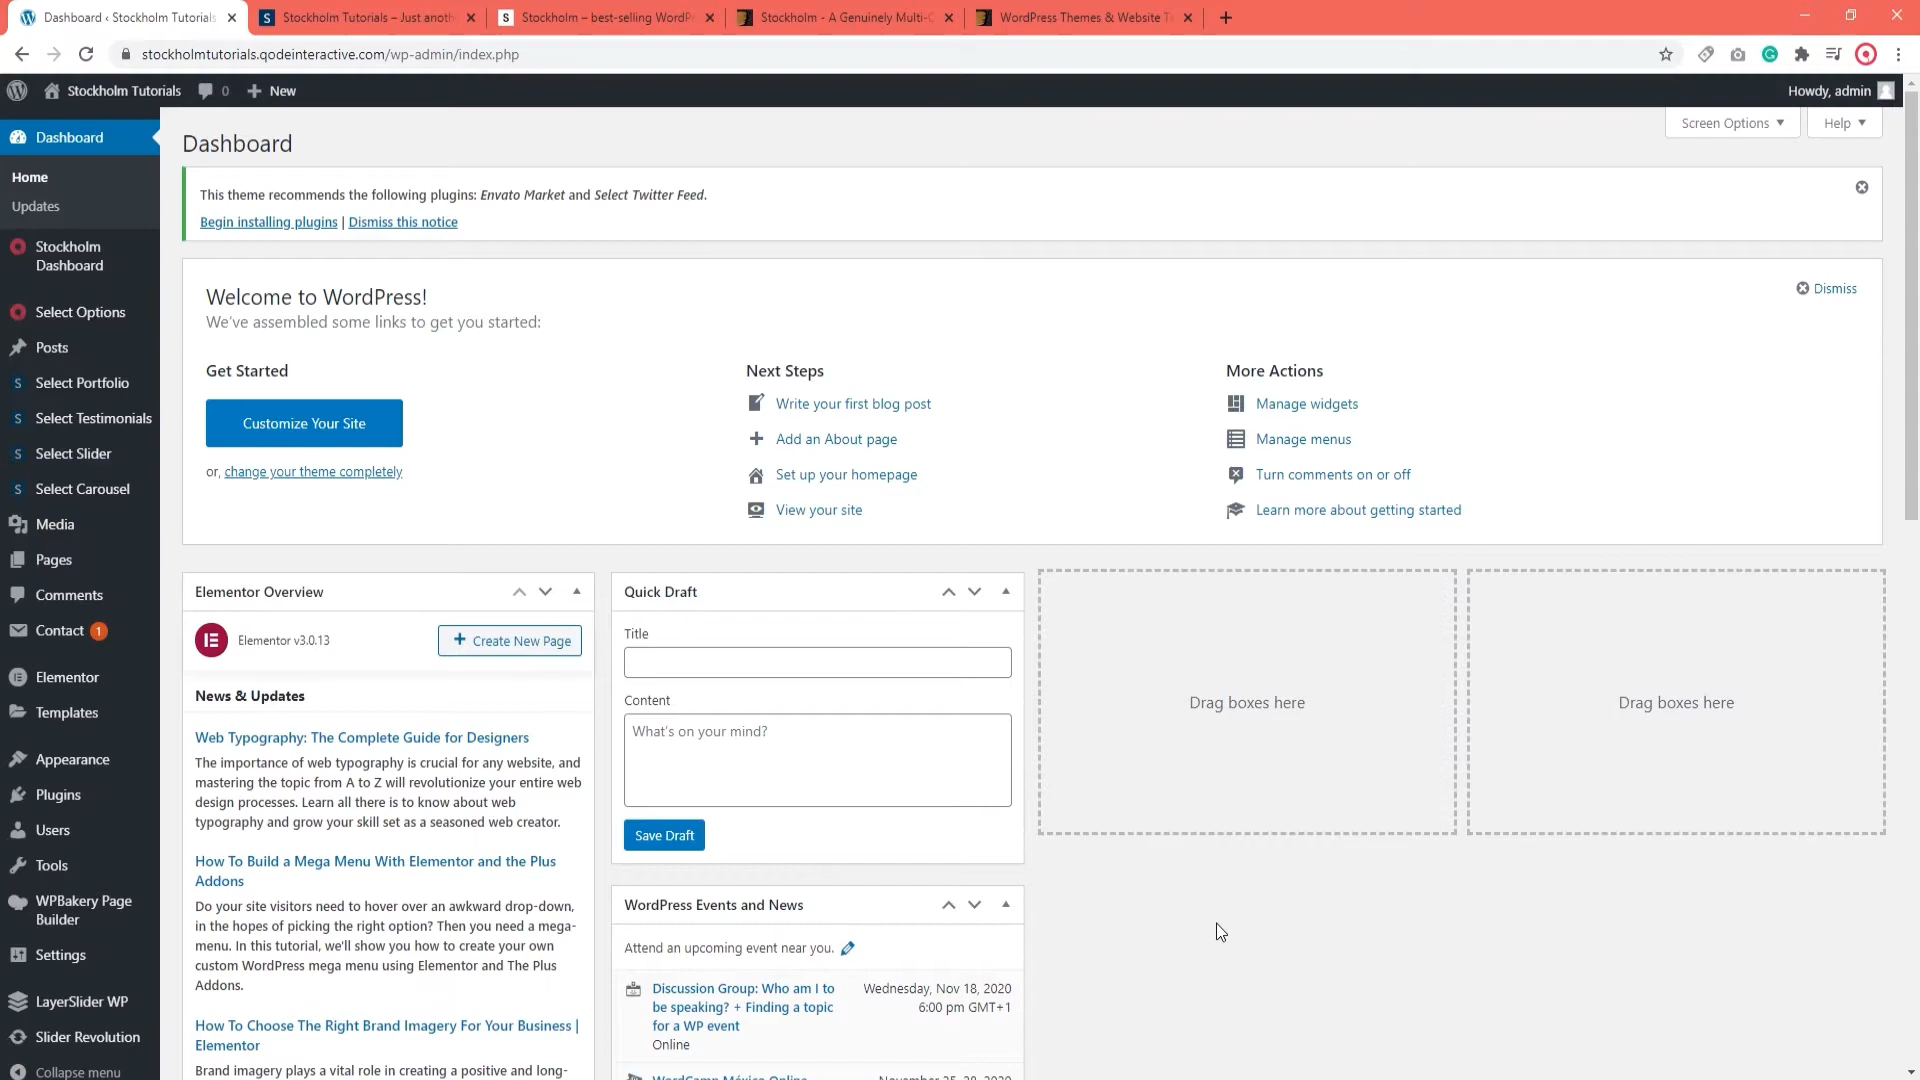 Dashboard ‹ Stockholm Tutorials
Stockholm Tutorials – Just anoth
Stockholm – best-selling WordPr
Stockholm - A Genuinely Multi-C
WordPress Themes & Website T
stockholmtutorials.qodeinteractive.com/wp-admin/index.php
Stockholm Tutorials
0
New
Howdy, admin
Dashboard
Home
Updates
Stockholm
Dashboard
Select Options
Posts
Select Portfolio
Select Testimonials
Select Slider
Select Carousel
Media
Pages
Comments
Contact 1
Elementor
Templates
Appearance
Plugins
Users
Tools
WPBakery Page
Builder
Settings
LayerSlider WP
Slider Revolution
Collapse menu
Screen Options
Help
Dashboard
This theme recommends the following plugins: Envato Market and Select Twitter Feed.
Begin installing plugins | Dismiss this notice
Welcome to WordPress!
We've assembled some links to get you started:
Dismiss
Get Started
Customize Your Site
or, change your theme completely
Next Steps
Write your first blog post
Add an About page
Set up your homepage
View your site
More Actions
Manage widgets
Manage menus
Turn comments on or off
Learn more about getting started
Elementor Overview
Elementor v3.0.13
Create New Page
News & Updates
Web Typography: The Complete Guide for Designers
The importance of web typography is crucial for any website, and
mastering the topic from A to Z will revolutionize your entire web
design processes. Learn all there is to know about web
typography and grow your skill set as a seasoned web creator.
How To Build a Mega Menu With Elementor and the Plus
Addons
Do your site visitors need to hover over an awkward drop-down,
in the hopes of picking the right option? Then you need a mega-
menu. In this tutorial, we'll show you how to create your own
custom WordPress mega menu using Elementor and The Plus
Addons.
How To Choose The Right Brand Imagery For Your Business |
Elementor
Brand imagery plays a vital role in creating a positive and long-
Quick Draft
Title
Content
What's on your mind?
Save Draft
WordPress Events and News
Attend an upcoming event near you.
Discussion Group: Who am I to
be speaking? + Finding a topic
for a WP event
Online
Wednesday, Nov 18, 2020
6:00 pm GMT+1
WordCamp México Online
November 25-28, 2020
Drag boxes here
Drag boxes here